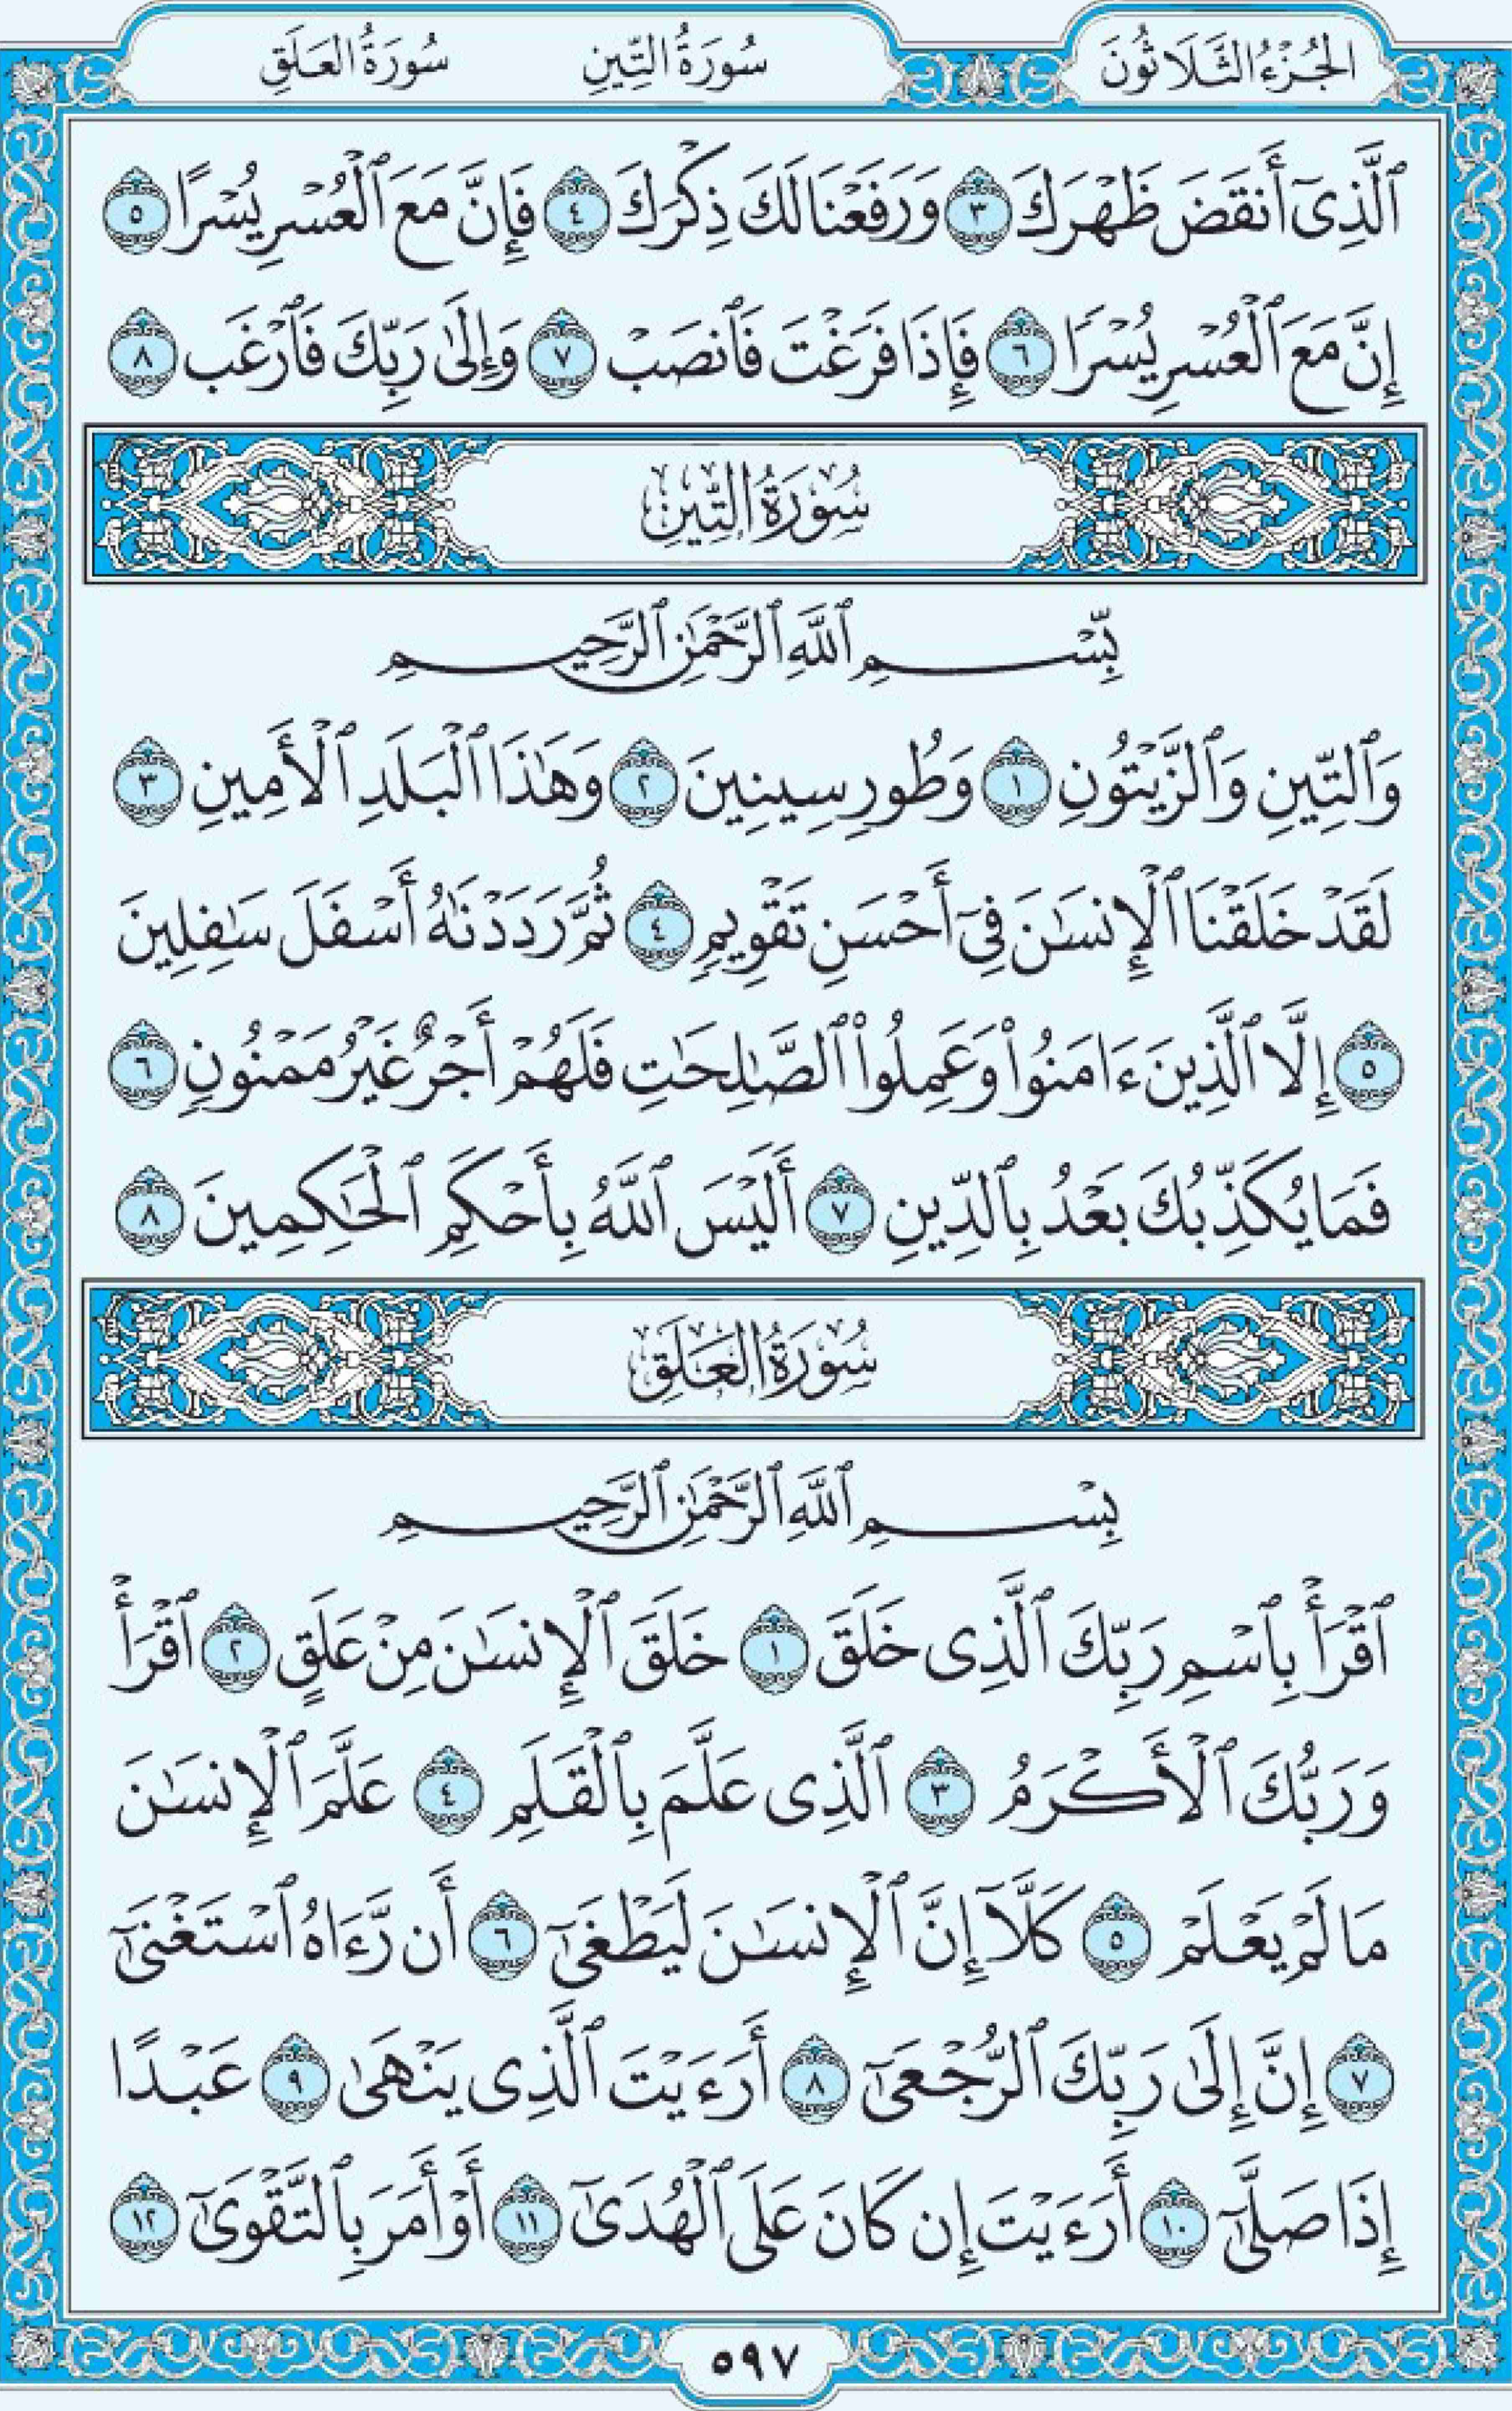 الجُزْءُ الثَّلَاثُونَ سُورَةُ التِّينِ سُورَةُ العَلَقِ
ٱلَّذِىٓ أَنقَضَ ظَهْرَكَ ٣ وَرَفَعْنَا لَكَ ذِكْرَكَ ٤ فَإِنَّ مَعَ ٱلْعُسْرِ يُسْرًا ٥
إِنَّ مَعَ ٱلْعُسْرِ يُسْرًا ٦ فَإِذَا فَرَغْتَ فَٱنصَبْ ٧ وَإِلَىٰ رَبِّكَ فَٱرْغَب ٨
سُورَةُ التِّينِ
بِّسْمِ ٱللَّهِ ٱلرَّحْمَٰنِ ٱلرَّحِيمِ
وَٱلتِّينِ وَٱلزَّيْتُونِ ١ وَطُورِ سِينِينَ ٢ وَهَٰذَا ٱلْبَلَدِ ٱلْأَمِينِ ٣
لَقَدْ خَلَقْنَا ٱلْإِنسَٰنَ فِىٓ أَحْسَنِ تَقْوِيمٍ ٤ ثُمَّ رَدَدْنَٰهُ أَسْفَلَ سَٰفِلِينَ
٥ إِلَّا ٱلَّذِينَ ءَامَنُوا۟ وَعَمِلُوا۟ ٱلصَّٰلِحَٰتِ فَلَهُمْ أَجْرٌ غَيْرُ مَمْنُونٍ ٦
فَمَا يُكَذِّبُكَ بَعْدُ بِٱلدِّينِ ٧ أَلَيْسَ ٱللَّهُ بِأَحْكَمِ ٱلْحَٰكِمِينَ ٨
سُورَةُ العَلَقِ
بِسْمِ ٱللَّهِ ٱلرَّحْمَٰنِ ٱلرَّحِيمِ
ٱقْرَأْ بِٱسْمِ رَبِّكَ ٱلَّذِى خَلَقَ ١ خَلَقَ ٱلْإِنسَٰنَ مِنْ عَلَقٍ ٢ ٱقْرَأْ
وَرَبُّكَ ٱلْأَكْرَمُ ٣ ٱلَّذِى عَلَّمَ بِٱلْقَلَمِ ٤ عَلَّمَ ٱلْإِنسَٰنَ
مَا لَمْ يَعْلَمْ ٥ كَلَّآ إِنَّ ٱلْإِنسَٰنَ لَيَطْغَىٰٓ ٦ أَن رَّءَاهُ ٱسْتَغْنَىٰٓ
٧ إِنَّ إِلَىٰ رَبِّكَ ٱلرُّجْعَىٰٓ ٨ أَرَءَيْتَ ٱلَّذِى يَنْهَىٰ ٩ عَبْدًا
إِذَا صَلَّىٰٓ ١٠ أَرَءَيْتَ إِن كَانَ عَلَى ٱلْهُدَىٰٓ ١١ أَوْ أَمَرَ بِٱلتَّقْوَىٰٓ ١٢
٥٩٧